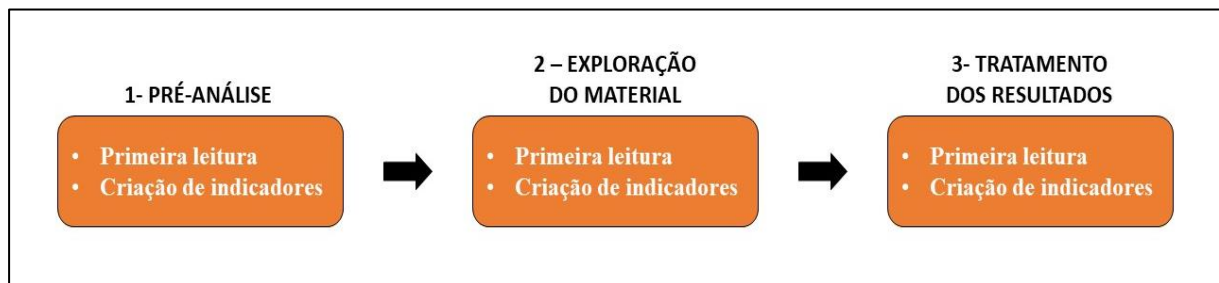 1- PRÉ-ANÁLISE
• Primeira leitura
• Criação de indicadores
2 – EXPLORAÇÃO
DO MATERIAL
• Primeira leitura
• Criação de indicadores
3- TRATAMENTO
DOS RESULTADOS
• Primeira leitura
• Criação de indicadores